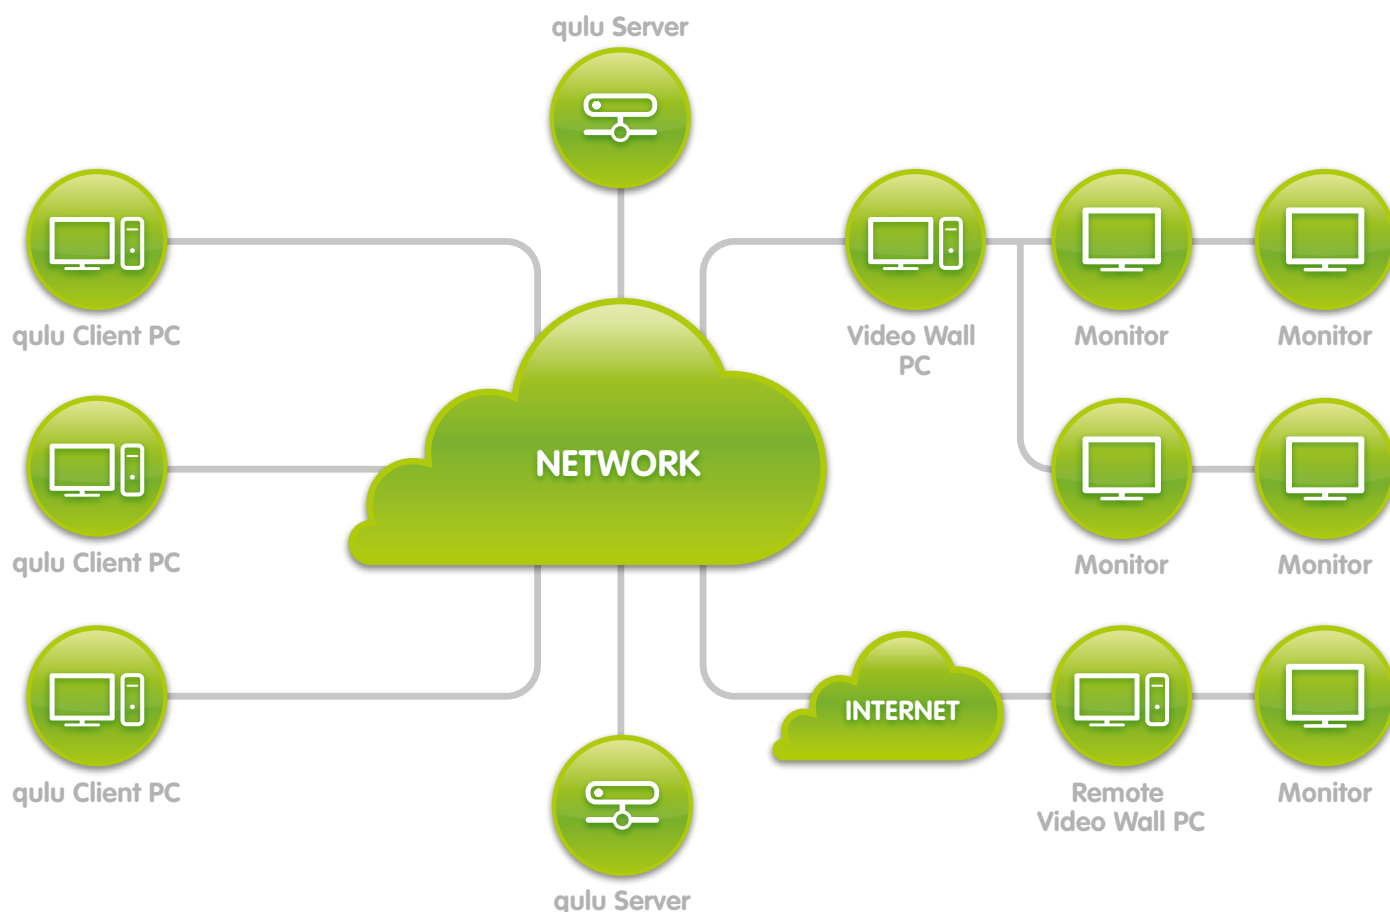 qulu Server
qulu Client PC
Video Wall
PC
Monitor
Monitor
NETWORK
qulu Client PC
Monitor
Monitor
INTERNET
qulu Client PC
Remote
Video Wall PC
Monitor
qulu Server